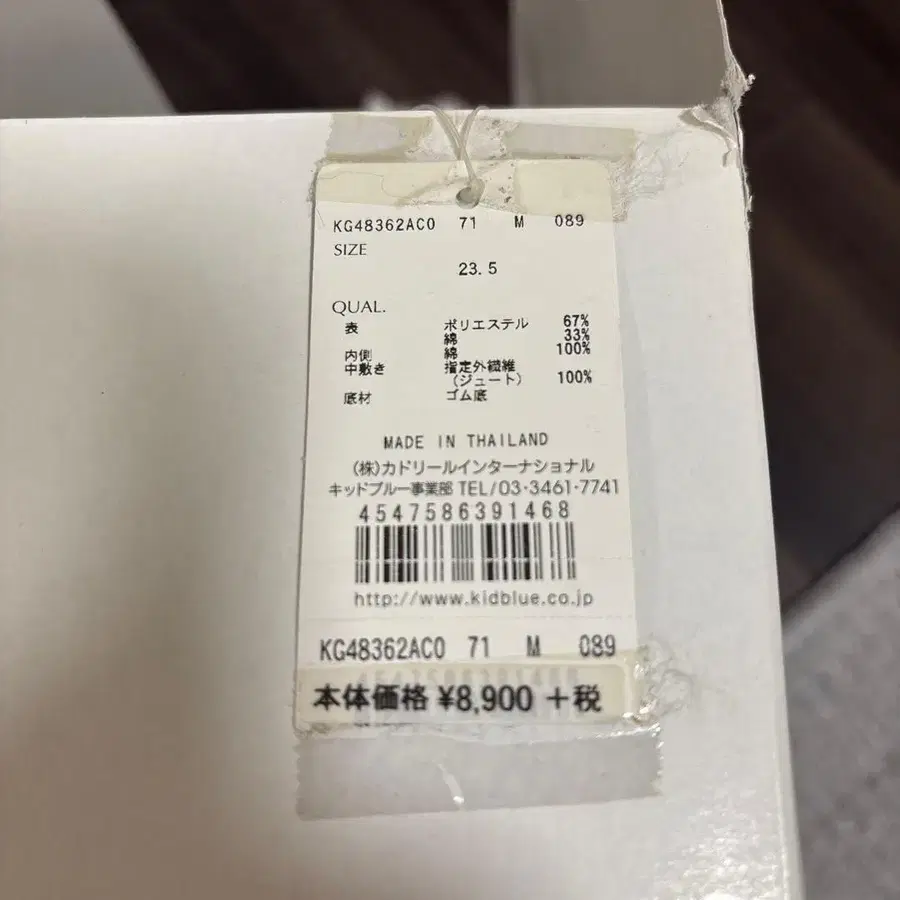 KG48362AC0 71 M 089
SIZE
23.5
QUAL.
表 ポリエステル 67%
綿 33%
内側 綿 100%
中敷き 指定外繊維
(ジュート) 100%
底材 ゴム底
MADE IN THAILAND
(株)カドリールインターナショナル
キッドブルー事業部 TEL/03・3461・7741
4547586391468
http://www.kidblue.co.jp
KG48362AC0 71 M 089
本体価格 ¥8,900 +税